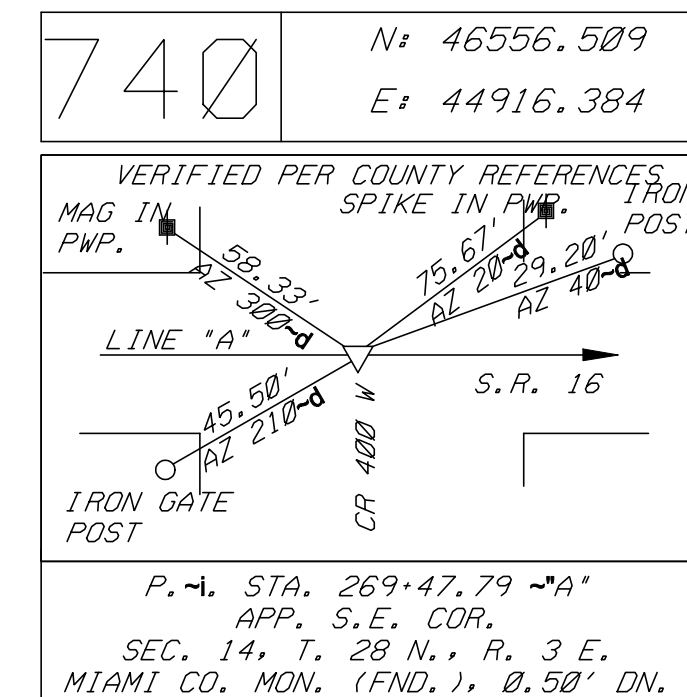 740
N: 46556.509
E: 44916.384
VERIFIED PER COUNTY REFERENCES
MAG IN
PWP.
SPIKE IN PWP.
IRON
POST
58.33'
AZ 300~d
75.67'
AZ 20~d
29.20'
AZ 40~d
LINE "A"
S.R. 16
45.50'
AZ 210~d
CR 400 W
IRON GATE
POST
P.~i. STA. 269+47.79 ~"A"
APP. S.E. COR.
SEC. 14, T. 28 N., R. 3 E.
MIAMI CO. MON. (FND.), 0.50' DN.